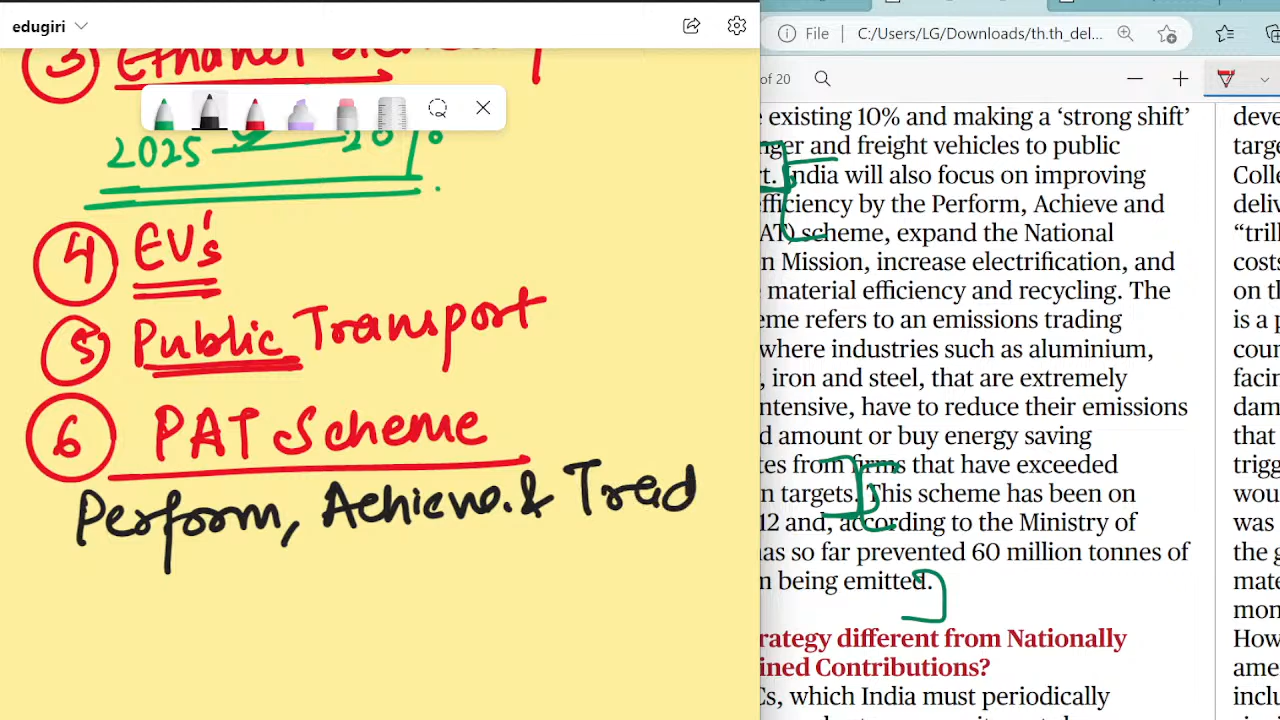 edugiri
3 Ethanol
2025 20%
4 EV's
5 Public Transport
6 PAT Scheme
Perform, Achieve. & Trad
File C:/Users/LG/Downloads/th.th_del...
of 20
existing 10% and making a ‘strong shift’ deve
nger and freight vehicles to public targe
rt. India will also focus on improving Colle
efficiency by the Perform, Achieve and deliv
AT) scheme, expand the National “trill
n Mission, increase electrification, and costs
material efficiency and recycling. The on th
eme refers to an emissions trading is a p
where industries such as aluminium, coun
, iron and steel, that are extremely facin
ntensive, have to reduce their emissions dam
d amount or buy energy saving that
tes from firms that have exceeded trigg
n targets. This scheme has been on wou
12 and, according to the Ministry of was
has so far prevented 60 million tonnes of the g
n being emitted. mate
mon
rategy different from Nationally How
ined Contributions? ame
Cs, which India must periodically inclu